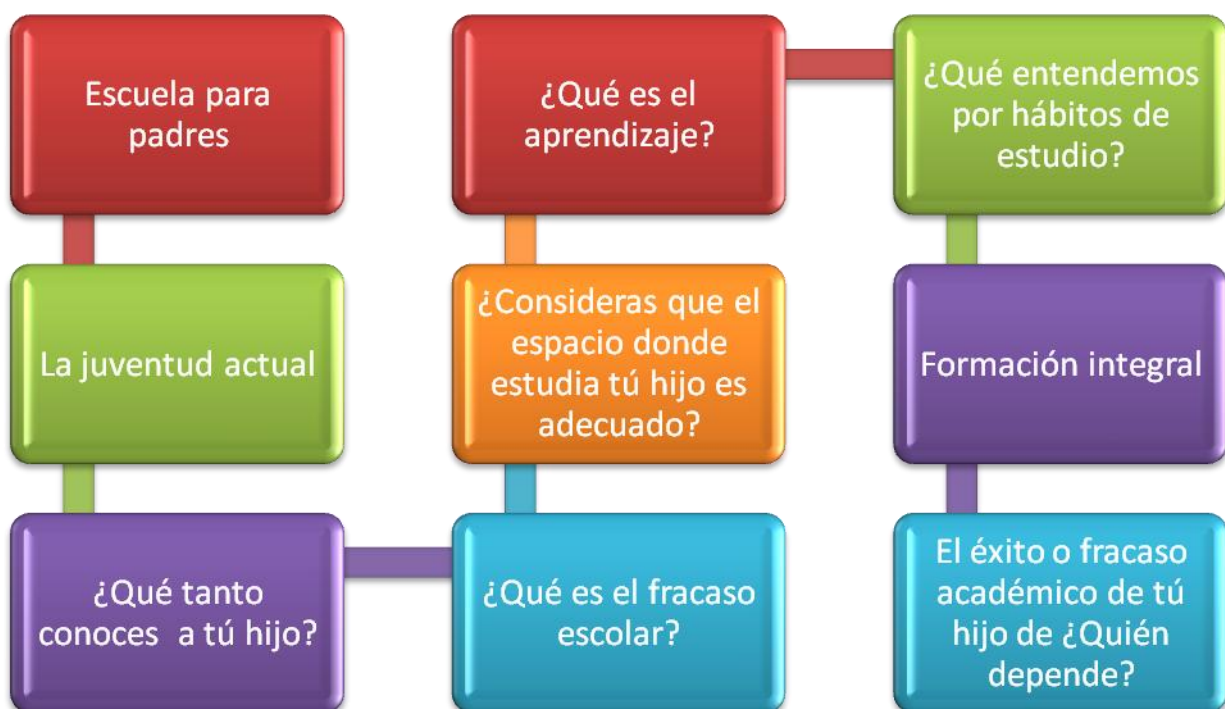 Escuela para
padres
La juventud actual
¿Qué tanto
conoces  a tú hijo?
¿Qué es el fracaso
escolar?
¿Consideras que el
espacio donde
estudia tú hijo es
adecuado?
¿Qué es el
aprendizaje?
¿Qué entendemos
por hábitos de
estudio?
Formación integral
El éxito o fracaso
académico de tú
hijo de ¿Quién
depende?